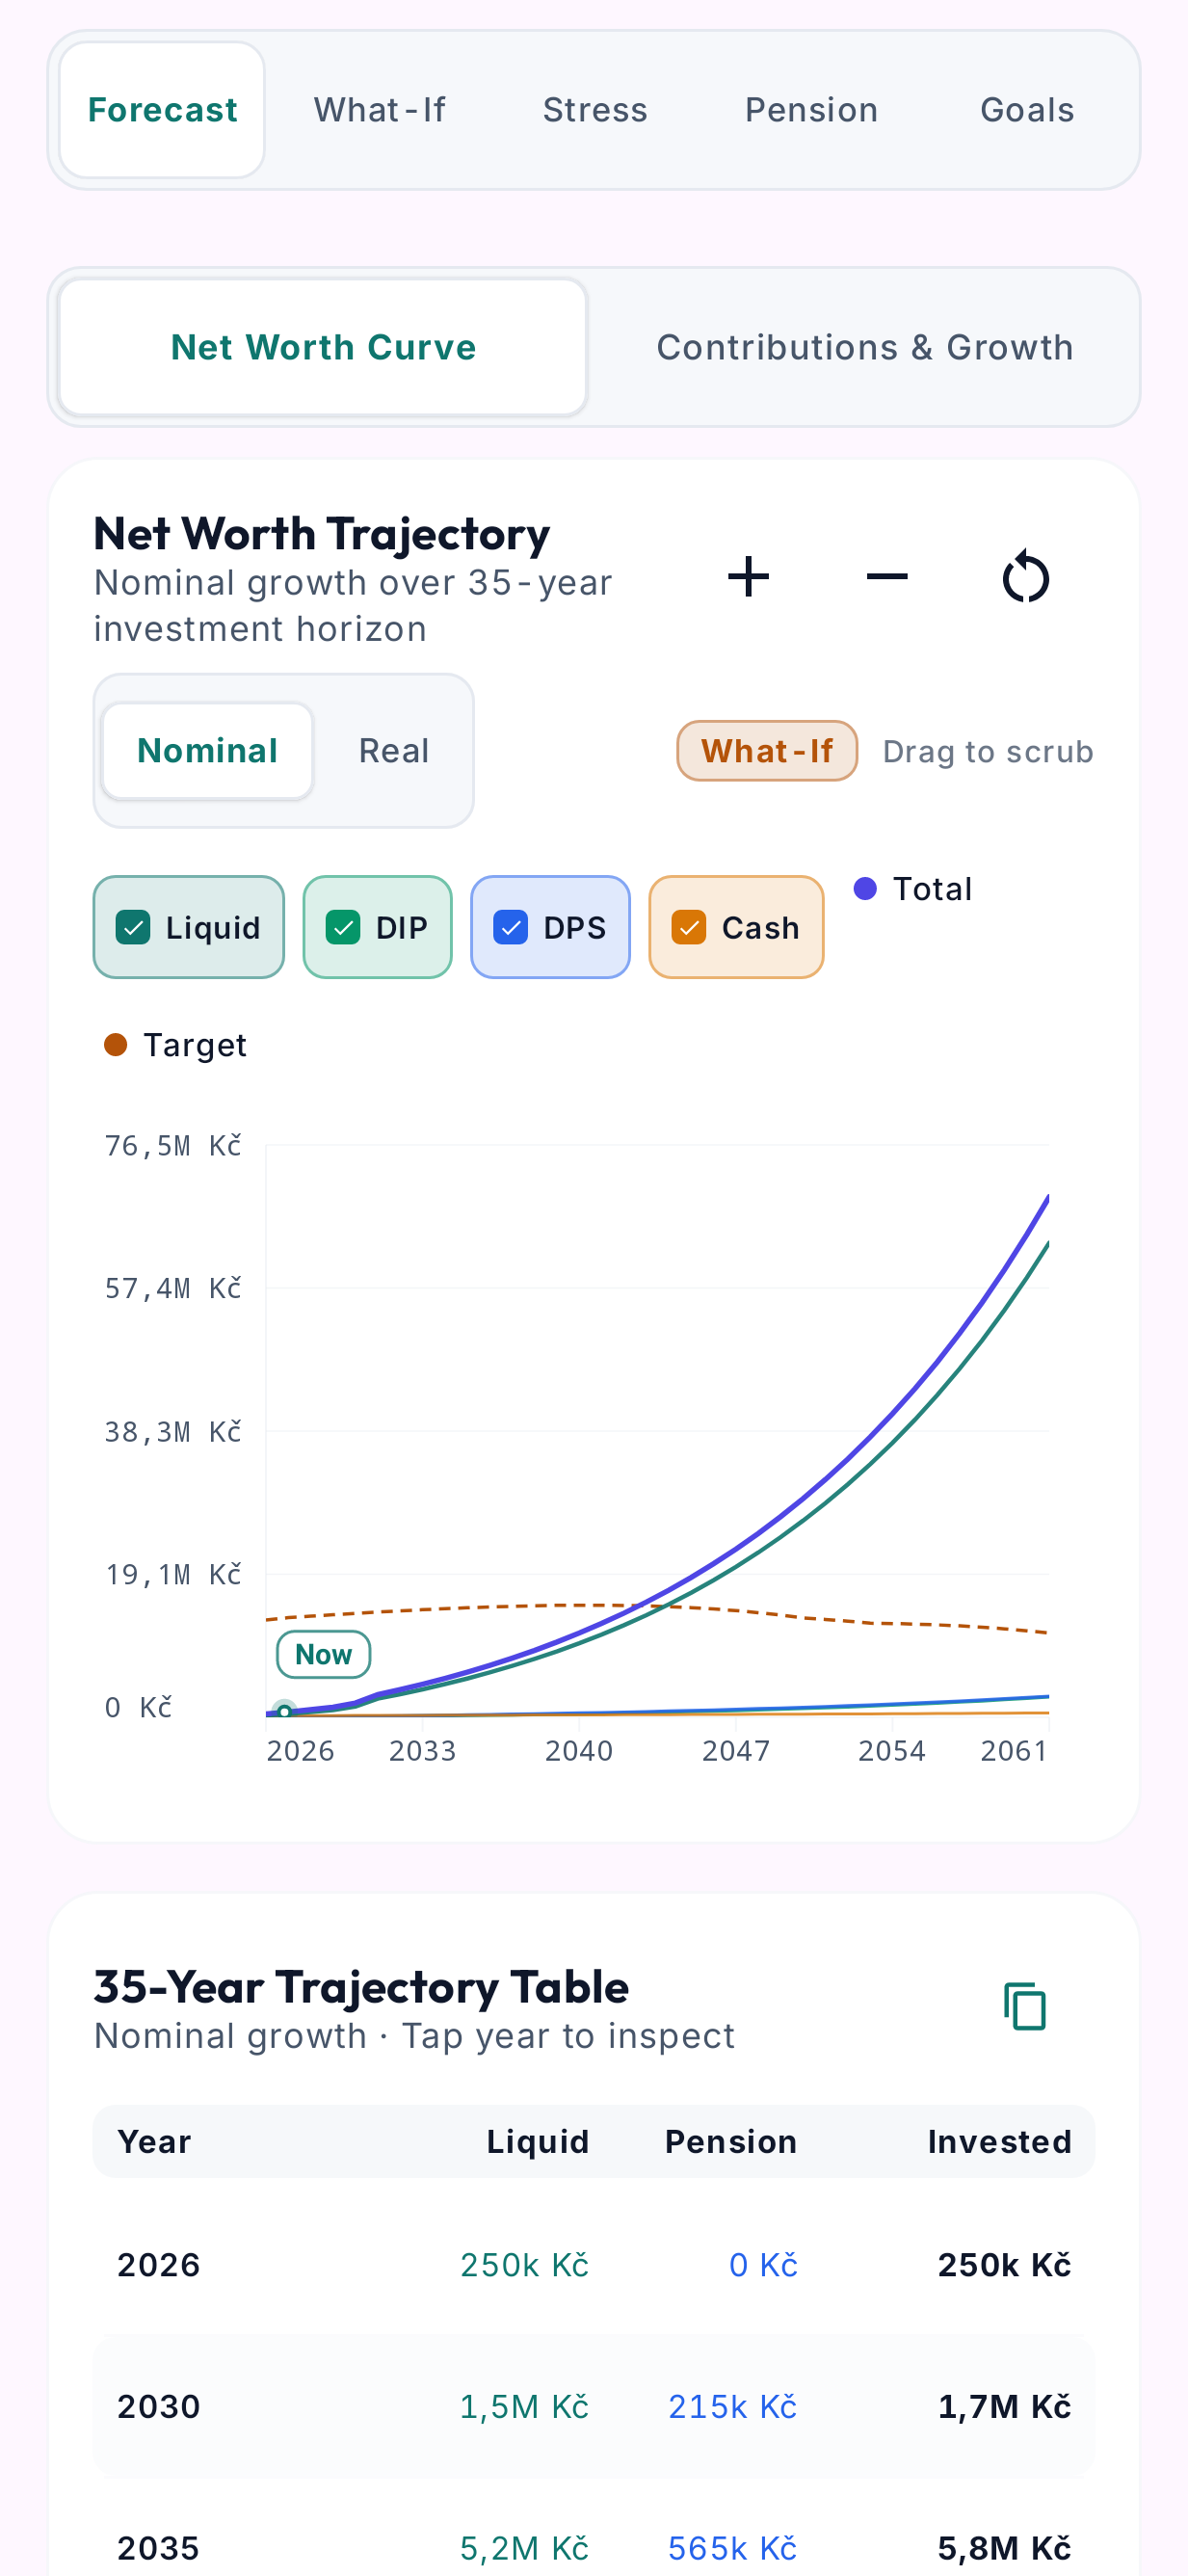 Forecast What-If Stress Pension Goals
Net Worth Curve Contributions & Growth
Net Worth Trajectory
Nominal growth over 35-year
investment horizon
Nominal Real What-If Drag to scrub
Liquid DIP DPS Cash Total
Target
76,5M Kč
57,4M Kč
38,3M Kč
19,1M Kč
Now
0 Kč
2026 2033 2040 2047 2054 2061
35-Year Trajectory Table
Nominal growth · Tap year to inspect
Year Liquid Pension Invested
2026 250k Kč 0 Kč 250k Kč
2030 1,5M Kč 215k Kč 1,7M Kč
2035 5,2M Kč 565k Kč 5,8M Kč